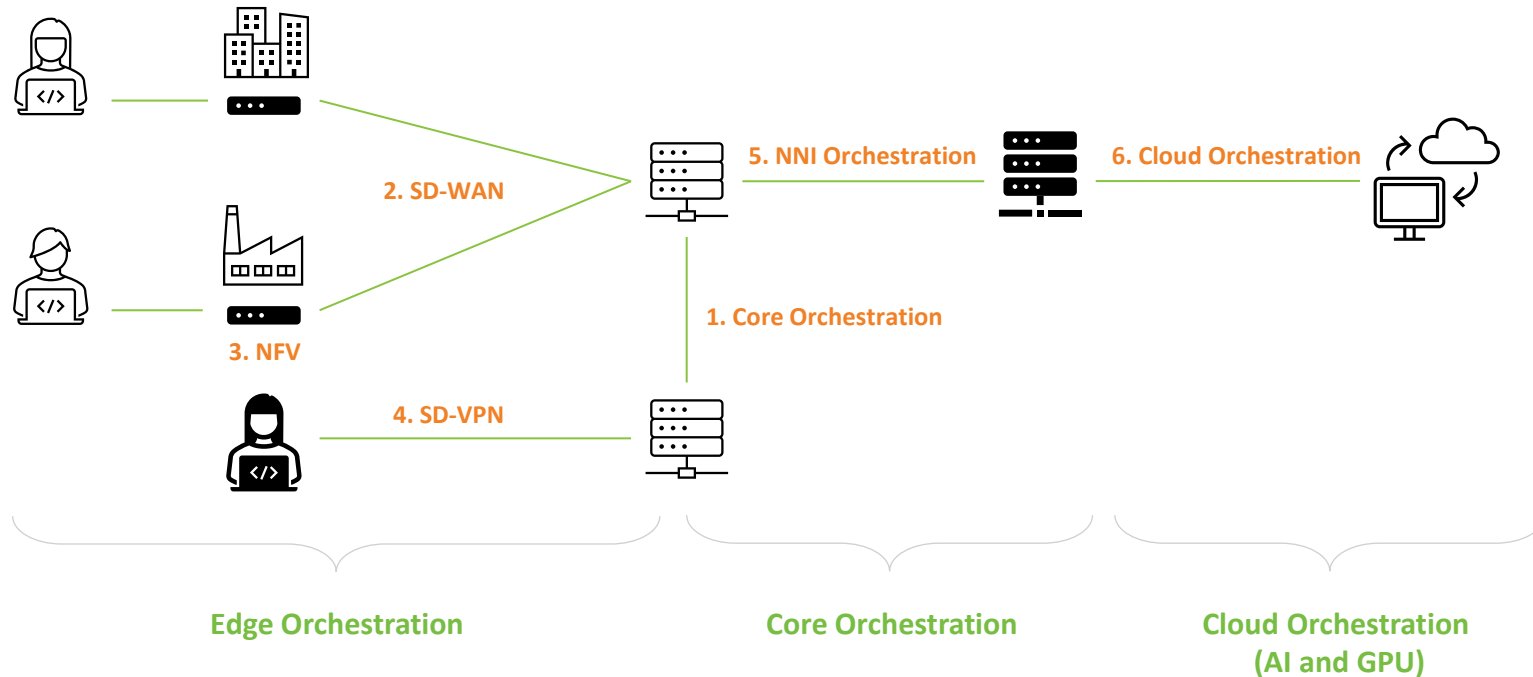 </>
</>
2. SD-WAN
5. NNI Orchestration
6. Cloud Orchestration
1. Core Orchestration
3. NFV
4. SD-VPN
</>
Edge Orchestration
Core Orchestration
Cloud Orchestration
(AI and GPU)